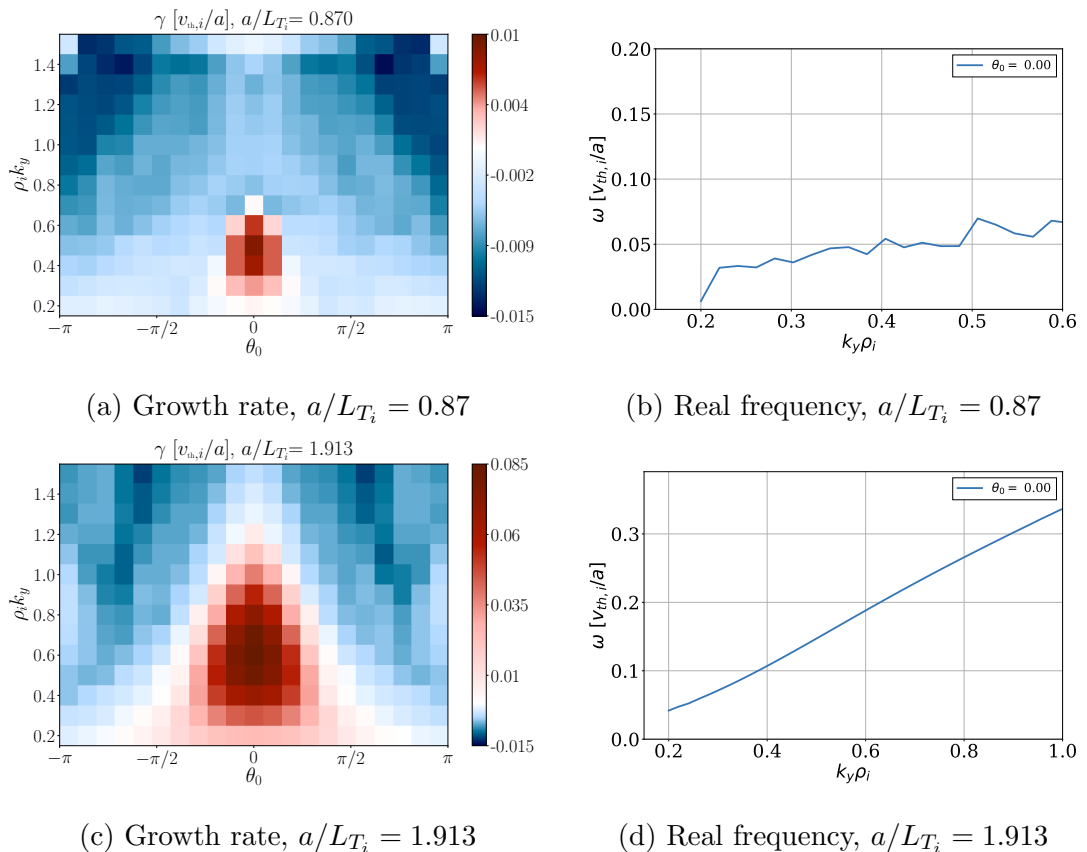 γ [v_th,i/a], a/L_Ti= 0.870
ρ_i k_y
1.4
1.2
1.0
0.8
0.6
0.4
0.2
−π
−π/2
0
π/2
π
θ_0
0.01
0.004
-0.002
-0.009
-0.015
(a) Growth rate, a/L_Ti = 0.87
ω [v_th,i/a]
0.20
0.15
0.10
0.05
0.00
0.2
0.3
0.4
0.5
0.6
k_yρ_i
θ_0 = 0.00
(b) Real frequency, a/L_Ti = 0.87
γ [v_th,i/a], a/L_Ti= 1.913
ρ_i k_y
1.4
1.2
1.0
0.8
0.6
0.4
0.2
−π
−π/2
0
π/2
π
θ_0
0.085
0.06
0.035
0.01
-0.015
(c) Growth rate, a/L_Ti = 1.913
ω [v_th,i/a]
0.3
0.2
0.1
0.0
0.2
0.4
0.6
0.8
1.0
k_yρ_i
θ_0 = 0.00
(d) Real frequency, a/L_Ti = 1.913